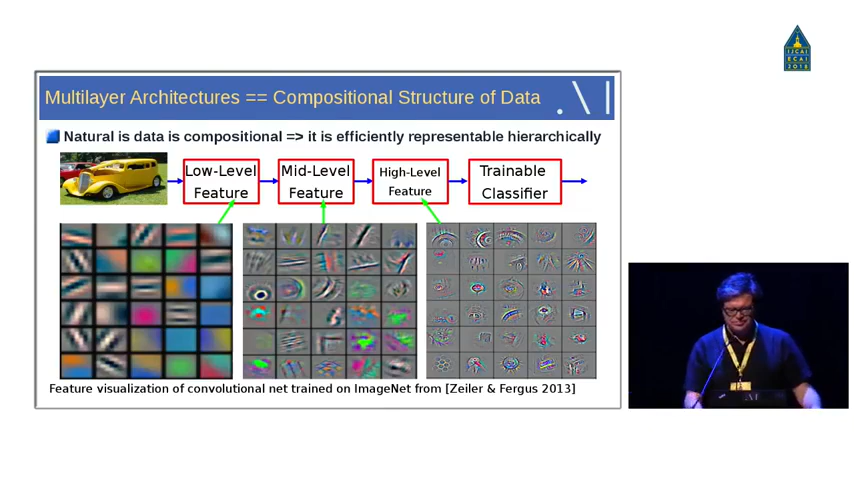 IJCAI
ECAI
2018
Multilayer Architectures == Compositional Structure of Data
Natural is data is compositional => it is efficiently representable hierarchically
Low-Level
Feature
Mid-Level
Feature
High-Level
Feature
Trainable
Classifier
Feature visualization of convolutional net trained on ImageNet from [Zeiler & Fergus 2013]